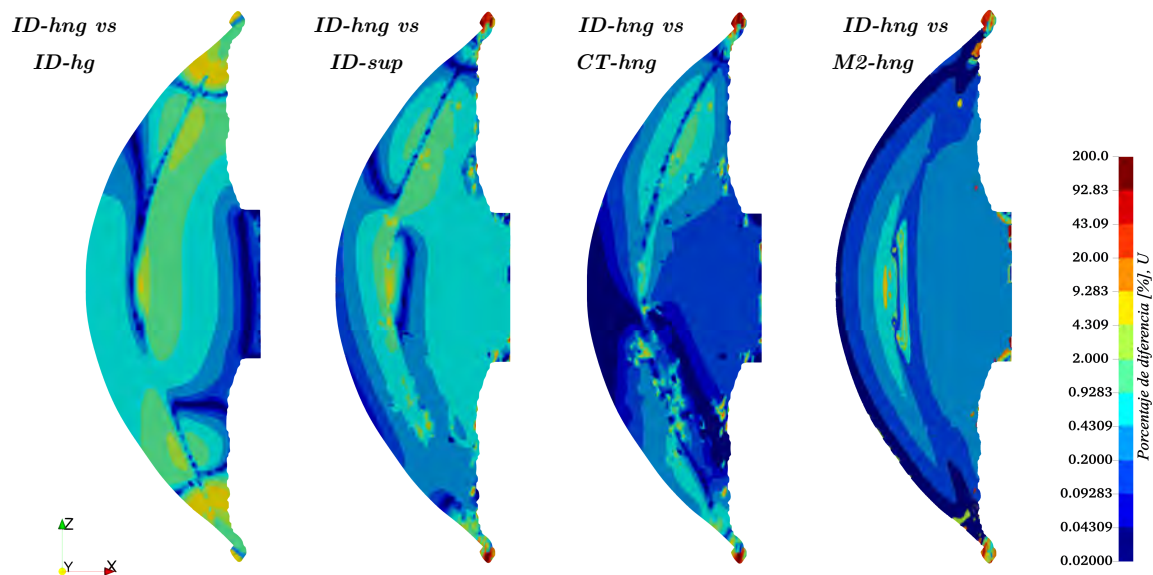 ID-hng vs
ID-hg
ID-hng vs
ID-sup
ID-hng vs
CT-hng
ID-hng vs
M2-hng
200.0
92.83
43.09
20.00
9.283
4.309
2.000
0.9283
0.4309
0.2000
0.09283
0.04309
0.02000
Porcentaje de diferencia [%], U
Z
Y
X